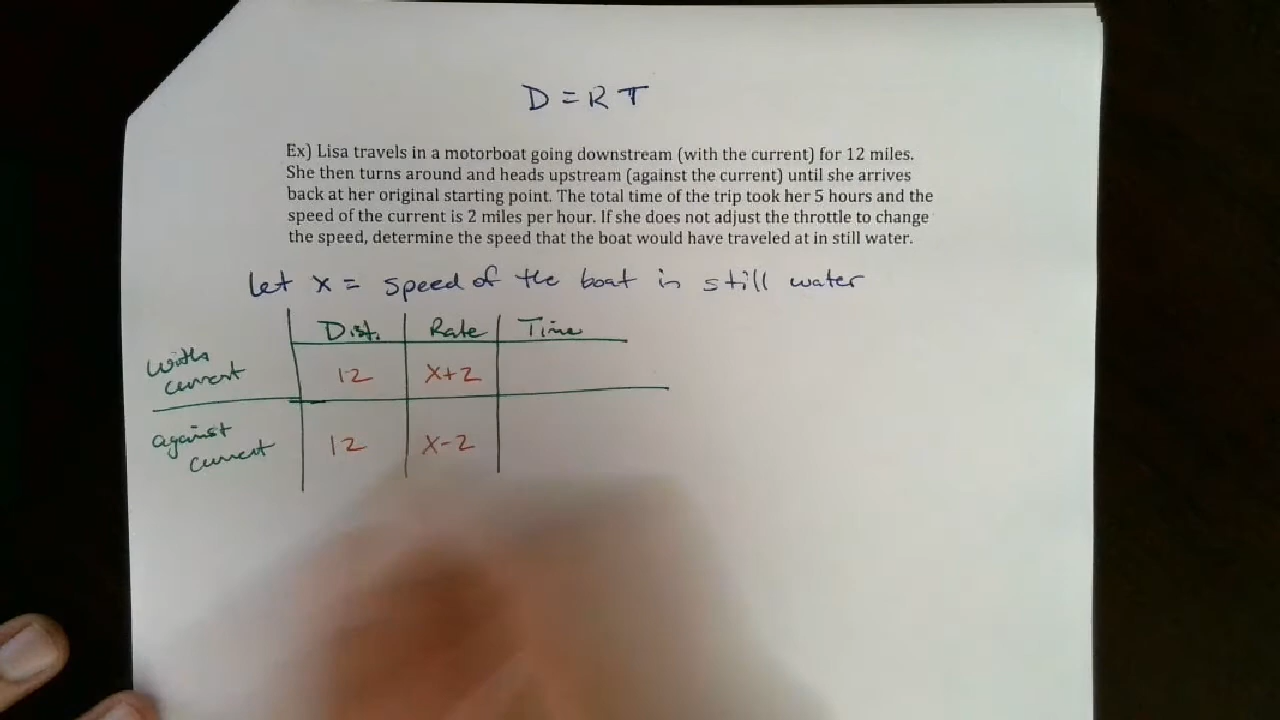 D = RT
Ex) Lisa travels in a motorboat going downstream (with the current) for 12 miles.
She then turns around and heads upstream (against the current) until she arrives
back at her original starting point. The total time of the trip took her 5 hours and the
speed of the current is 2 miles per hour. If she does not adjust the throttle to change
the speed, determine the speed that the boat would have traveled at in still water.
Let x = speed of the boat in still water
Dist. Rate Time
with current 12 x+2
against current 12 x-2